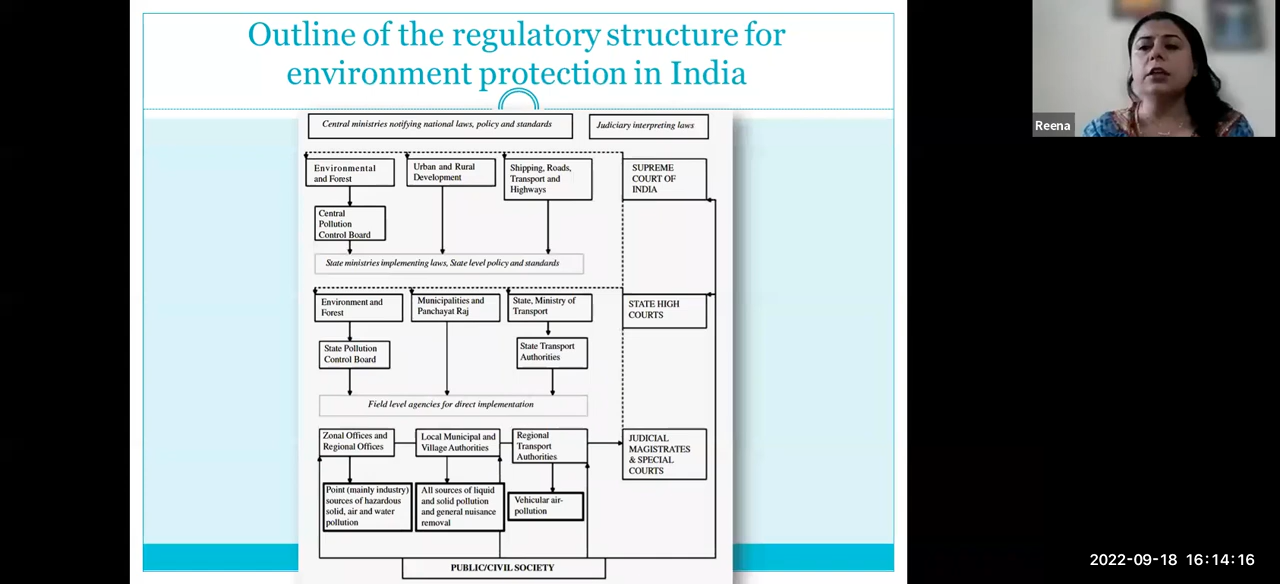 Outline of the regulatory structure for
environment protection in India
Central ministries notifying national laws, policy and standards
Judiciary interpreting laws
Environmental
and Forest
Urban and Rural
Development
Shipping, Roads,
Transport and
Highways
SUPREME
COURT OF
INDIA
Central
Pollution
Control Board
State ministries implementing laws, State level policy and standards
Environment and
Forest
Municipalities and
Panchayat Raj
State, Ministry of
Transport
STATE HIGH
COURTS
State Pollution
Control Board
State Transport
Authorities
Field level agencies for direct implementation
Zonal Offices and
Regional Offices
Local Municipal and
Village Authorities
Regional
Transport
Authorities
JUDICIAL
MAGISTRATES
& SPECIAL
COURTS
Point (mainly industry)
sources of hazardous
solid, air and water
pollution
All sources of liquid
and solid pollution
and general nuisance
removal
Vehicular air-
pollution
PUBLIC/CIVIL SOCIETY
Reena
2022-09-18 16:14:16